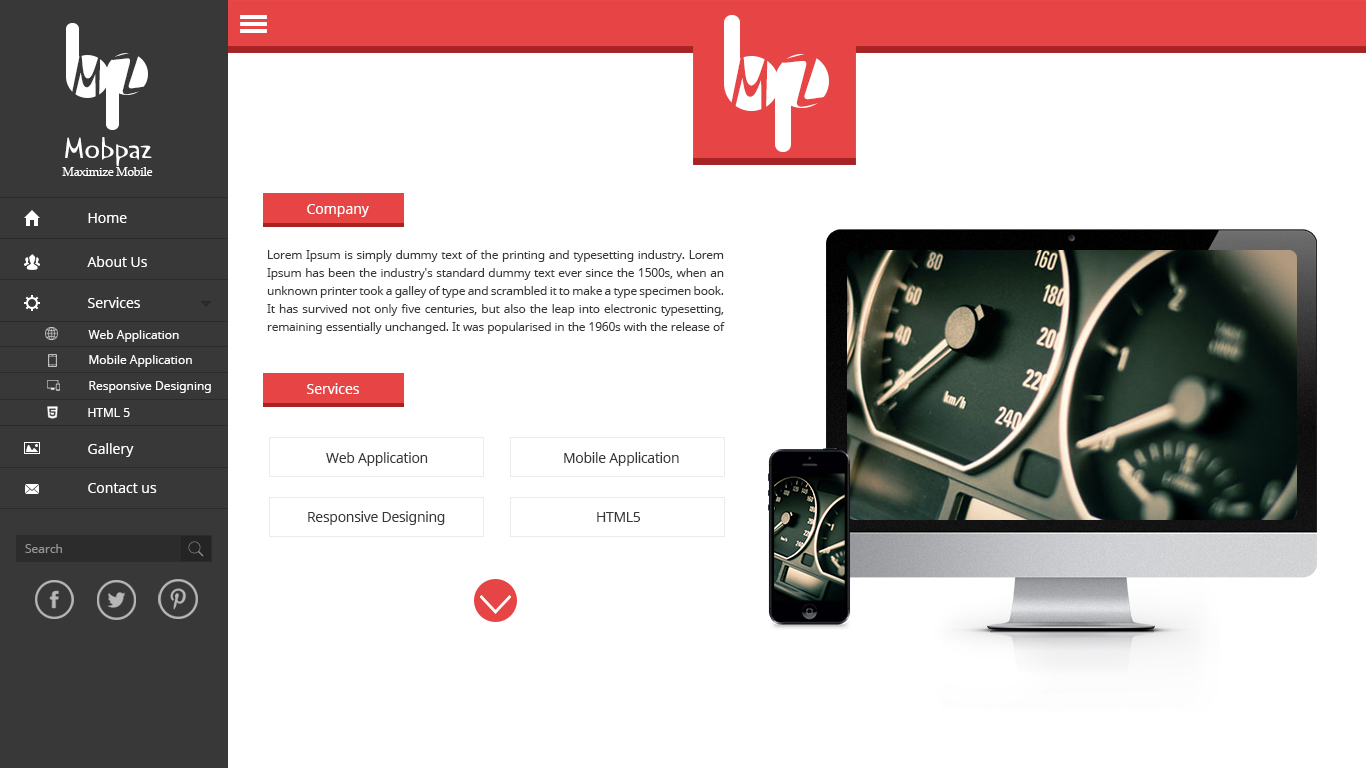 Mobpaz
Maximize Mobile
Home
About Us
Services
Web Application
Mobile Application
Responsive Designing
HTML 5
Gallery
Contact us
Search
Company
Lorem Ipsum is simply dummy text of the printing and typesetting industry. Lorem
Ipsum has been the industry's standard dummy text ever since the 1500s, when an
unknown printer took a galley of type and scrambled it to make a type specimen book.
It has survived not only five centuries, but also the leap into electronic typesetting,
remaining essentially unchanged. It was popularised in the 1960s with the release of
Services
Web Application
Mobile Application
Responsive Designing
HTML5
80
160
60
180
200
220
km/h
240
2
1